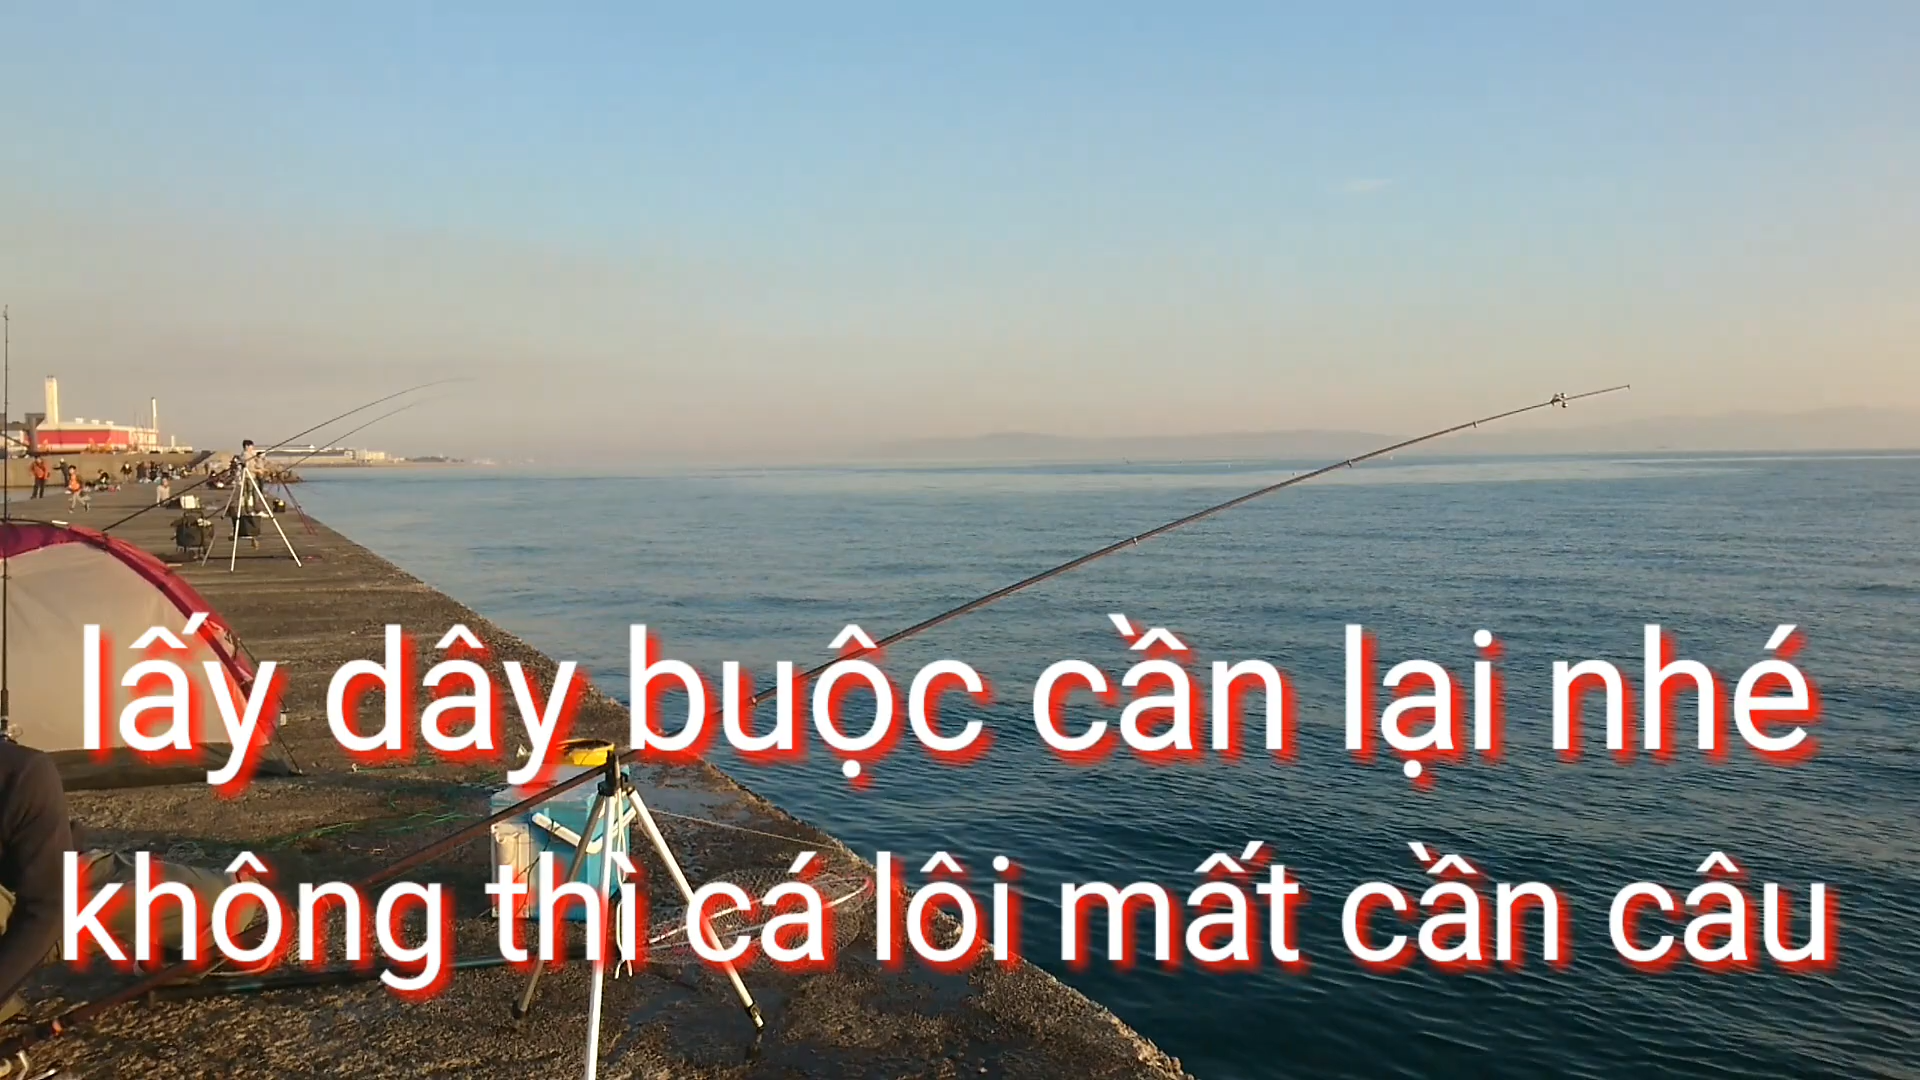 lấy dây buộc cần lại nhé
không thì cá lôi mất cần câu